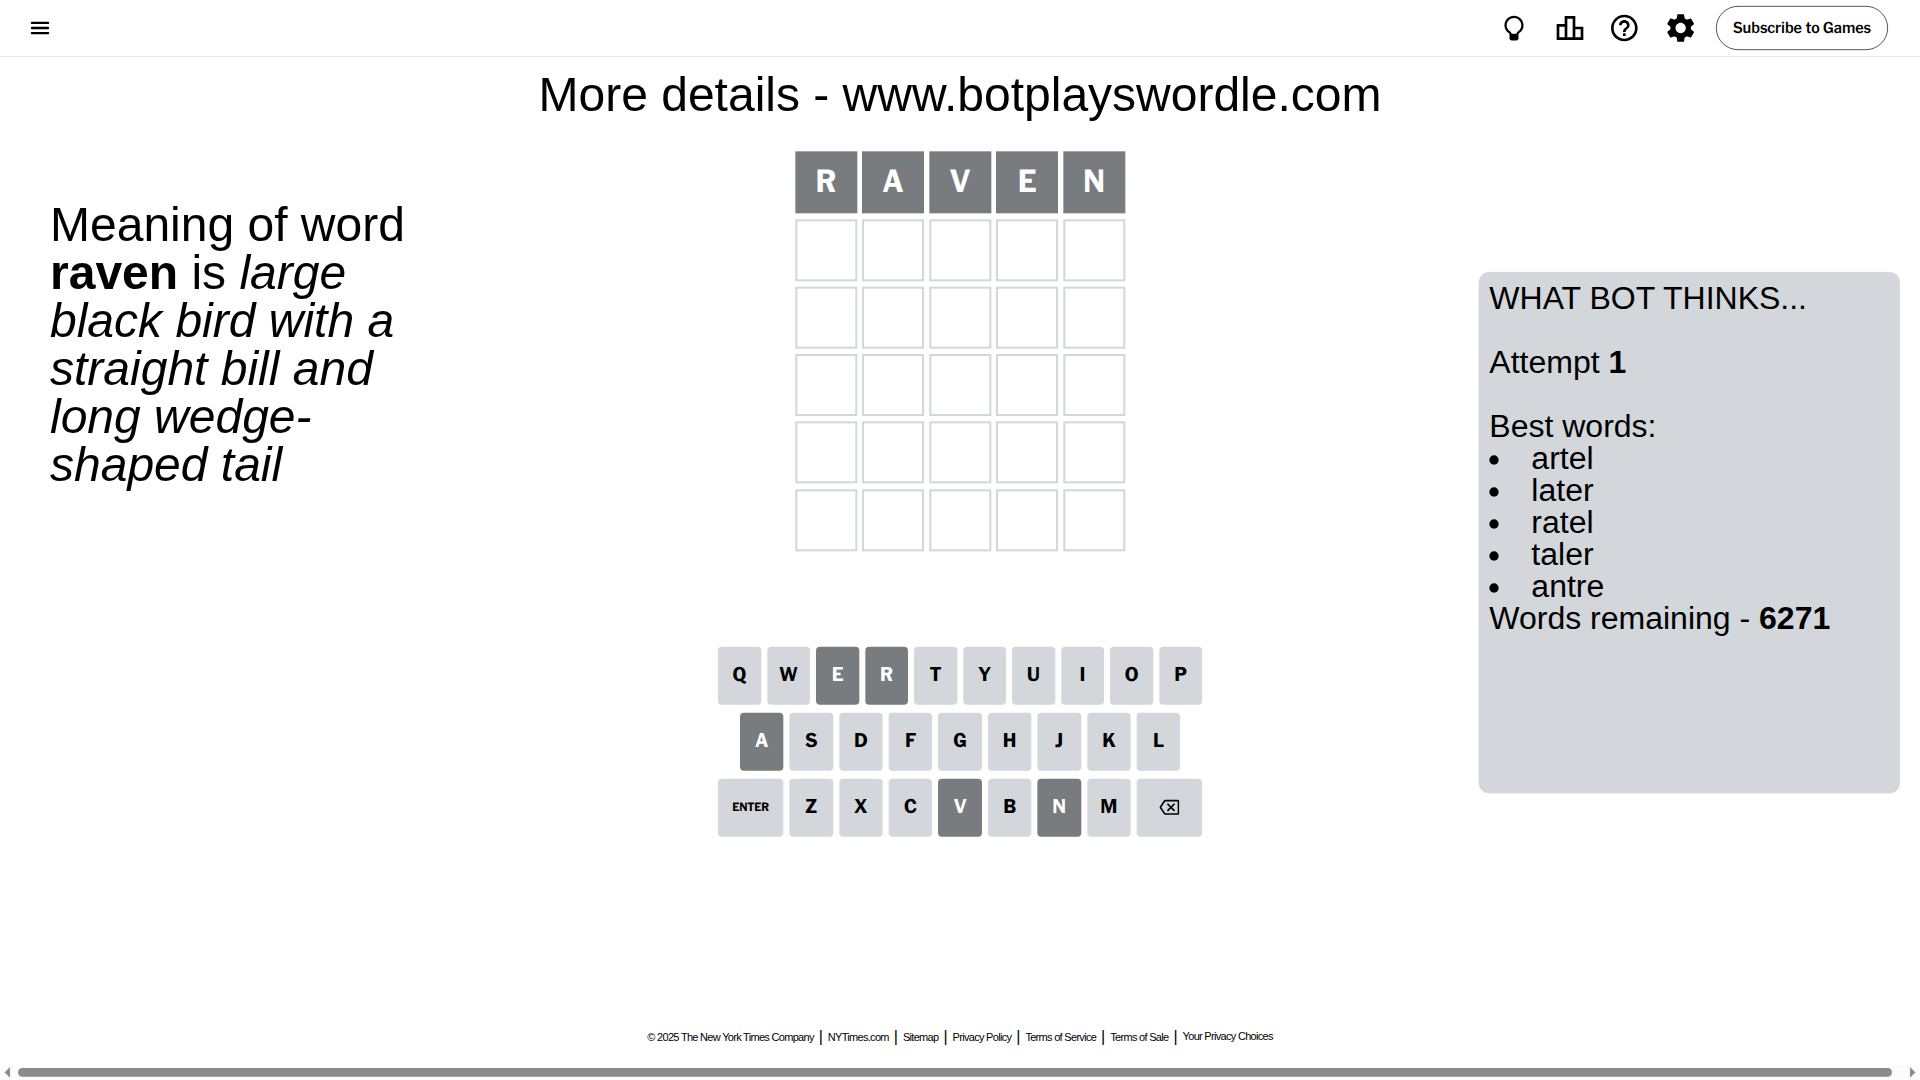 Subscribe to Games
More details - www.botplayswordle.com
R A V E N
Meaning of word
raven is large
black bird with a
straight bill and
long wedge-
shaped tail
WHAT BOT THINKS...
Attempt 1
Best words:
• artel
• later
• ratel
• taler
• antre
Words remaining - 6271
Q W E R T Y U I O P
A S D F G H J K L
ENTER Z X C V B N M
© 2025 The New York Times Company | NYTimes.com | Sitemap | Privacy Policy | Terms of Service | Terms of Sale | Your Privacy Choices